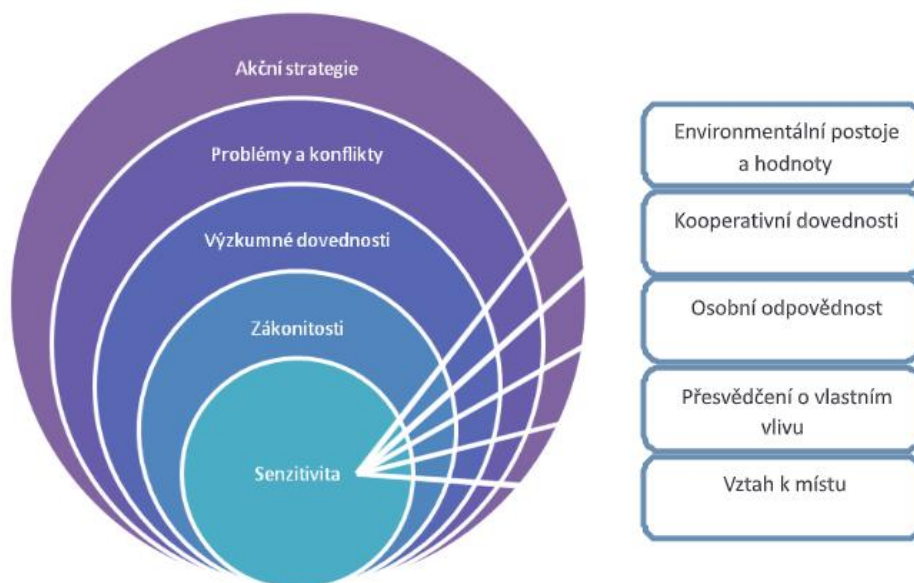 Akční strategie
Problémy a konflikty
Výzkumné dovednosti
Zákonitosti
Senzitivita
Environmentální postoje
a hodnoty
Kooperativní dovednosti
Osobní odpovědnost
Přesvědčení o vlastním
vlivu
Vztah k místu